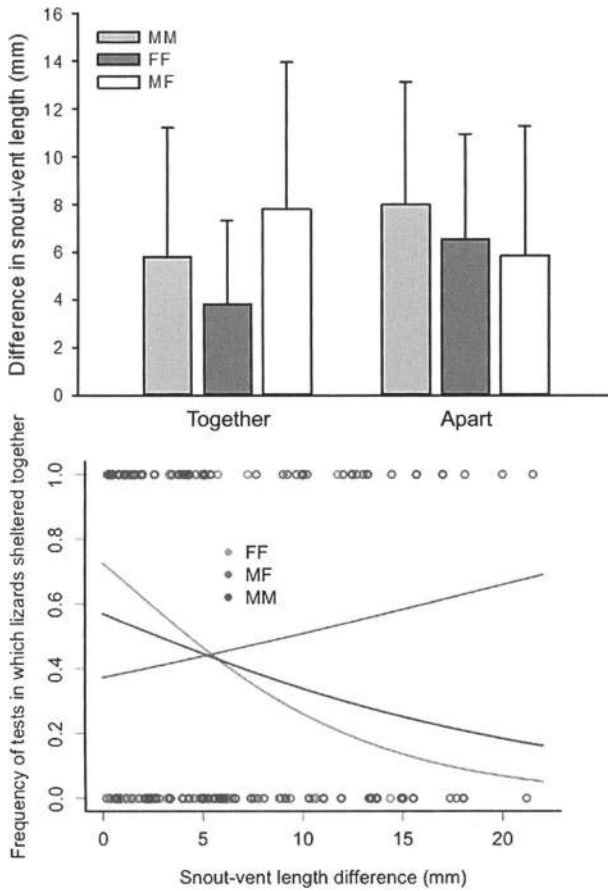 Difference in snout-vent length (mm)
16
14
12
10
8
6
4
2
0
MM
FF
MF
Together
Apart
Frequency of tests in which lizards sheltered together
1.0
0.8
0.6
0.4
0.2
0.0
FF
MF
MM
0
5
10
15
20
Snout-vent length difference (mm)